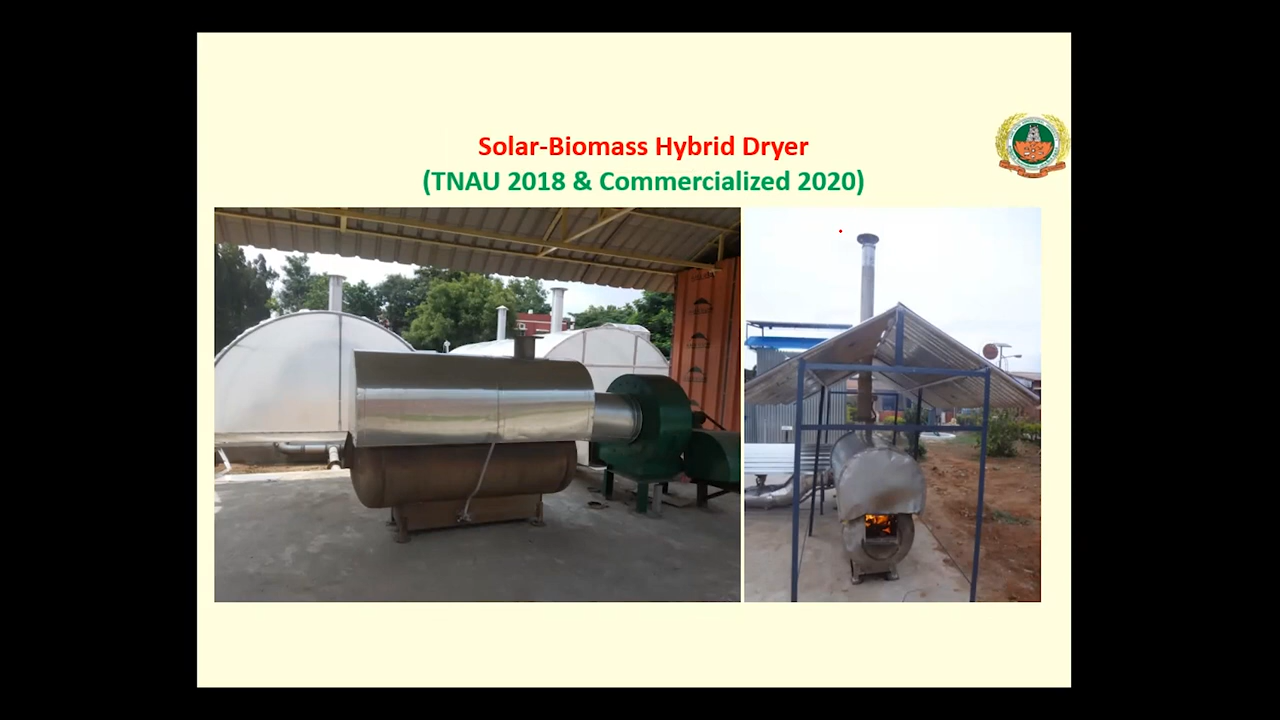 Solar-Biomass Hybrid Dryer
(TNAU 2018 & Commercialized 2020)